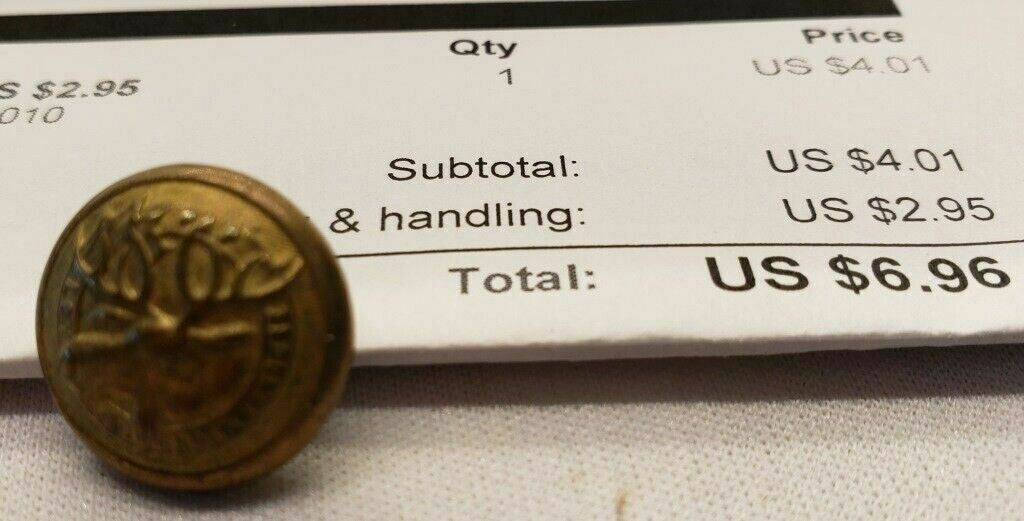 Qty Price
S $2.95 1 US $4.01
010
Subtotal: US $4.01
& handling: US $2.95
Total: US $6.96